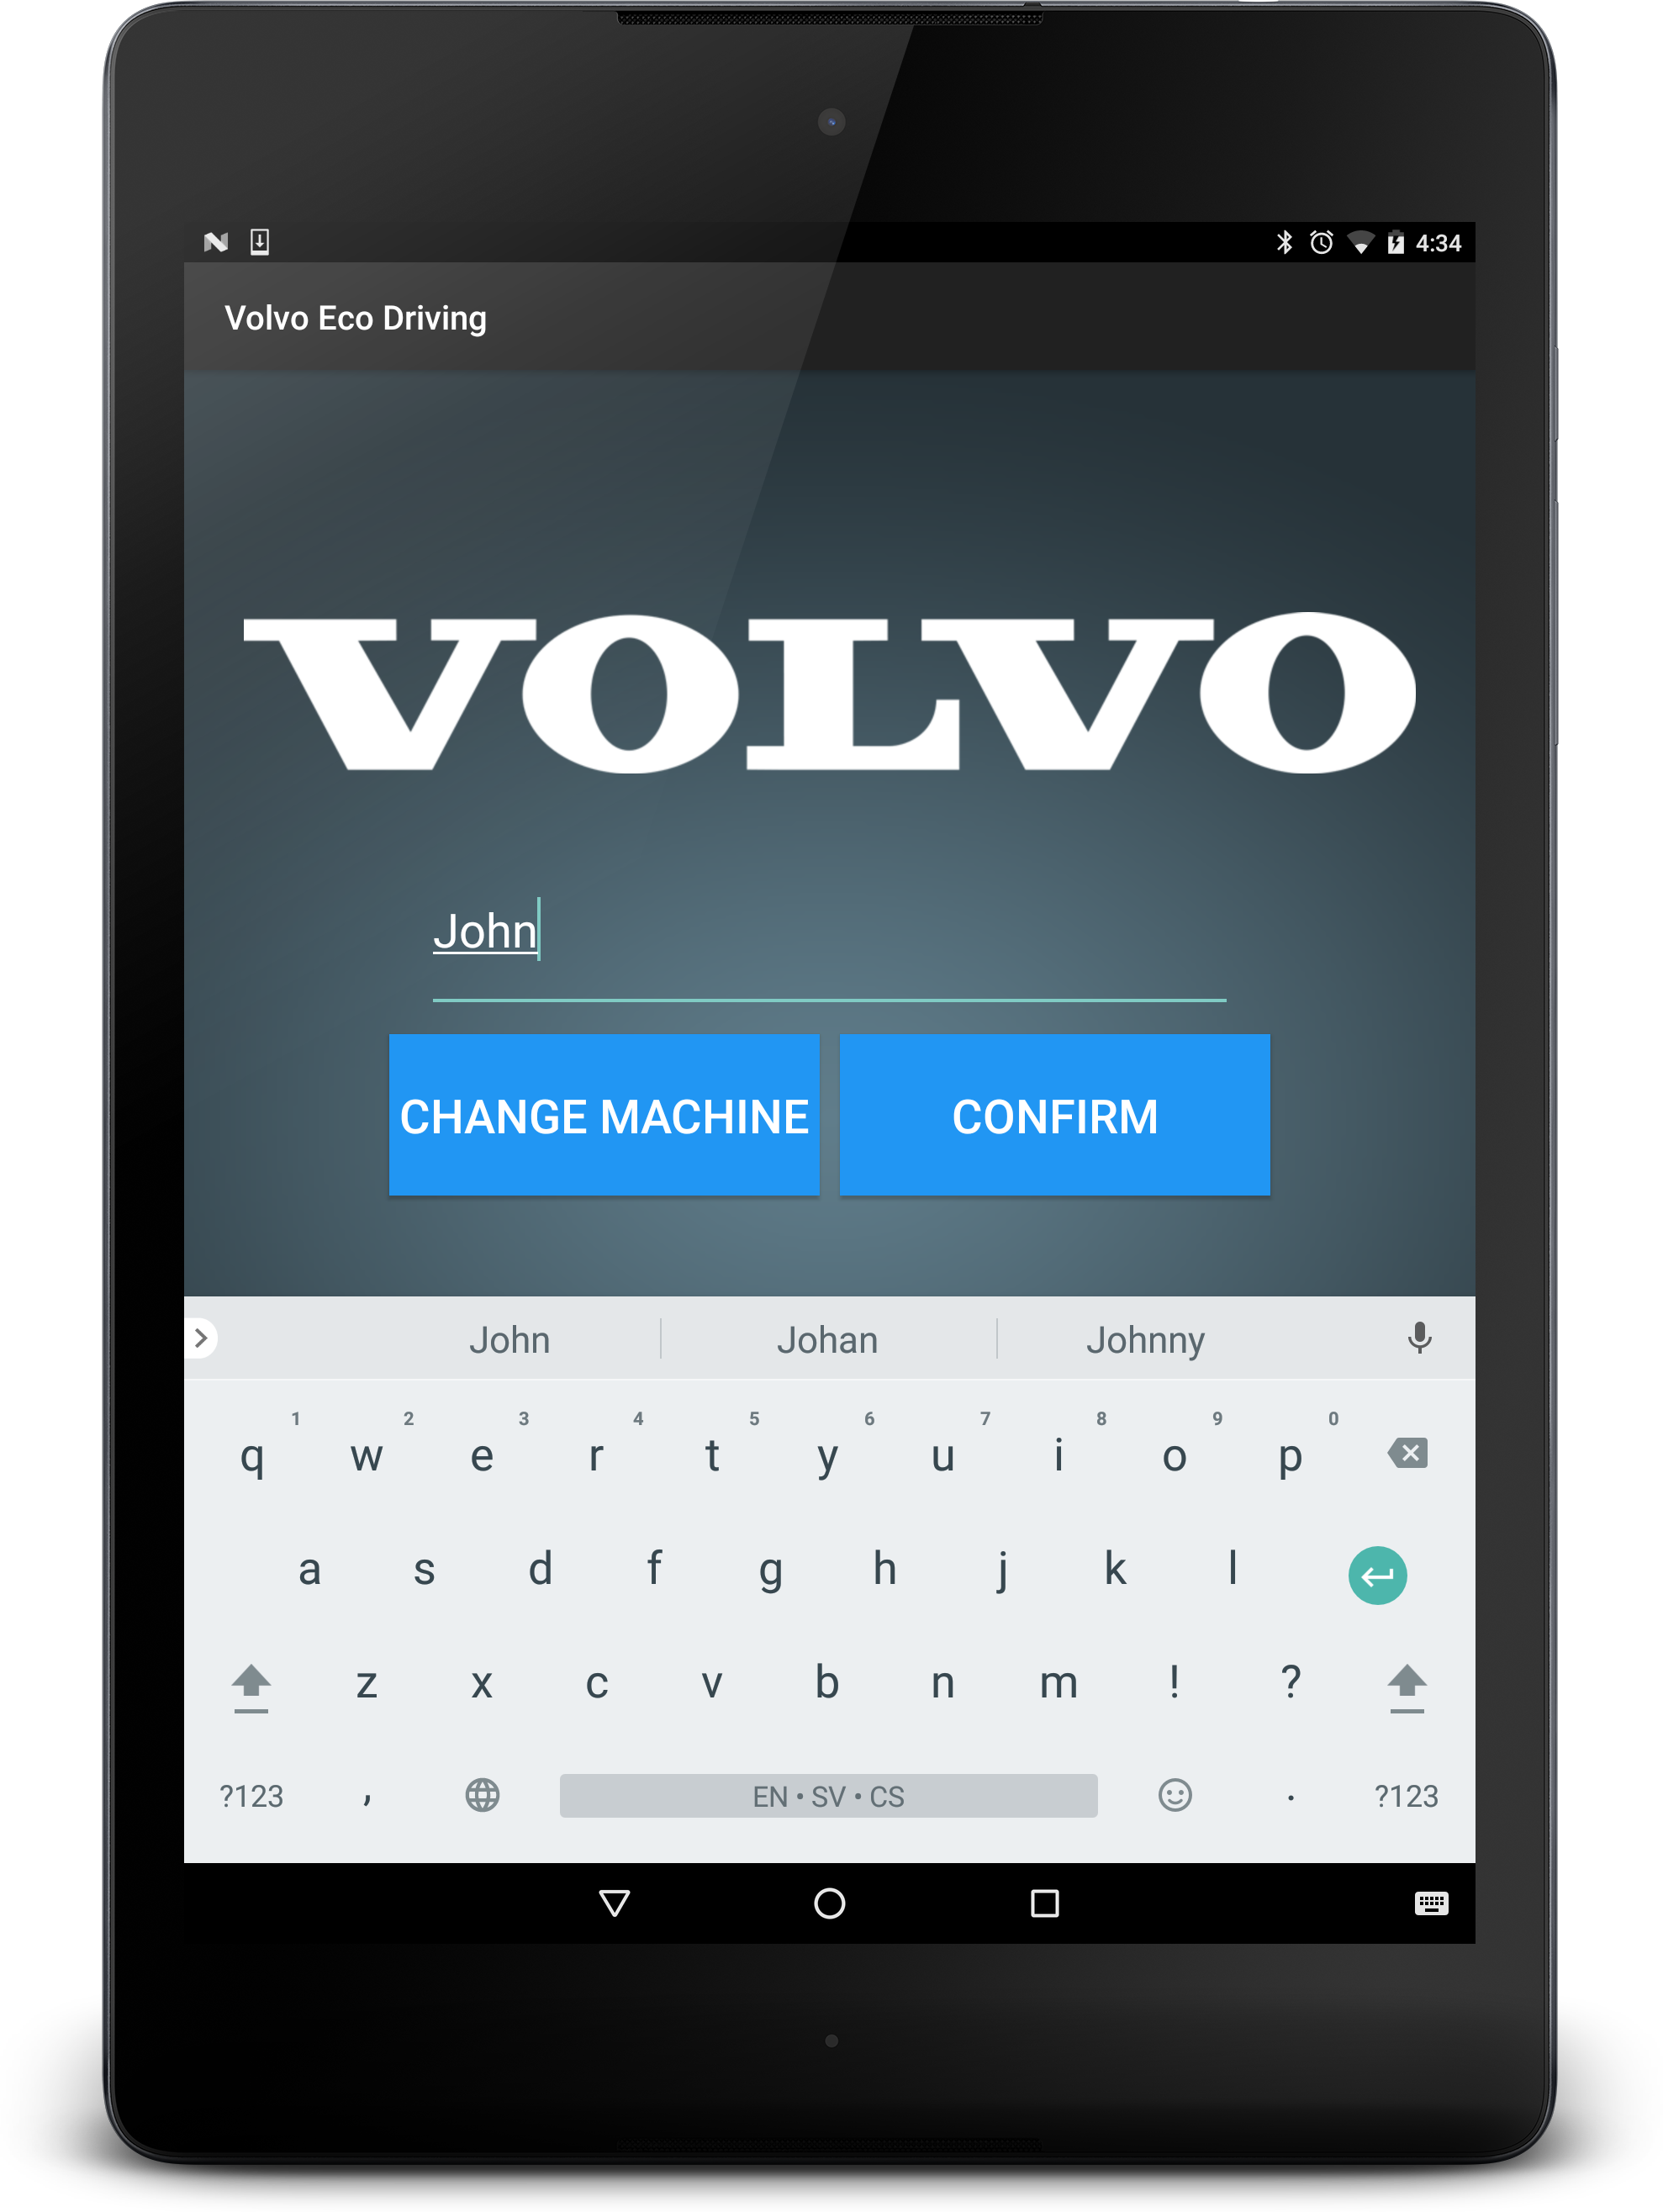 4:34
Volvo Eco Driving
VOLVO
John
CHANGE MACHINE CONFIRM
John Johan Johnny
1 2 3 4 5 6 7 8 9 0
q w e r t y u i o p
a s d f g h j k l
z x c v b n m ! ?
?123 , EN • SV • CS . ?123